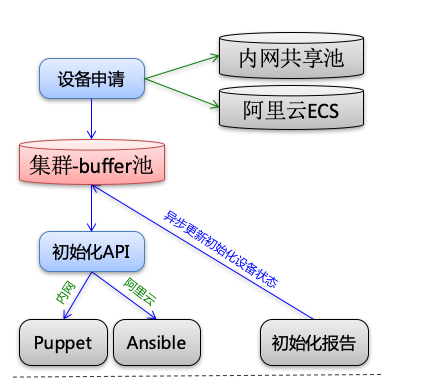 内网共享池
设备申请
阿里云ECS
集群-buffer池
异步更新初始化设备状态
初始化API
内网
阿里云
Puppet
Ansible
初始化报告